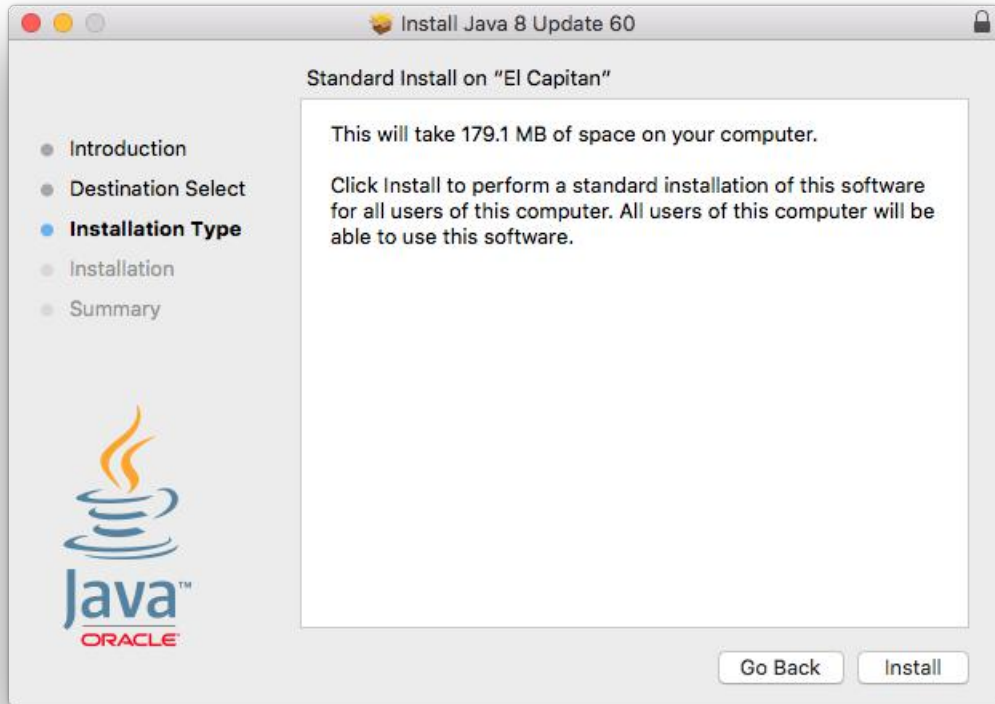 Install Java 8 Update 60
Standard Install on “El Capitan”
Introduction
Destination Select
Installation Type
Installation
Summary
This will take 179.1 MB of space on your computer.
Click Install to perform a standard installation of this software
for all users of this computer. All users of this computer will be
able to use this software.
Java™
ORACLE
Go Back
Install